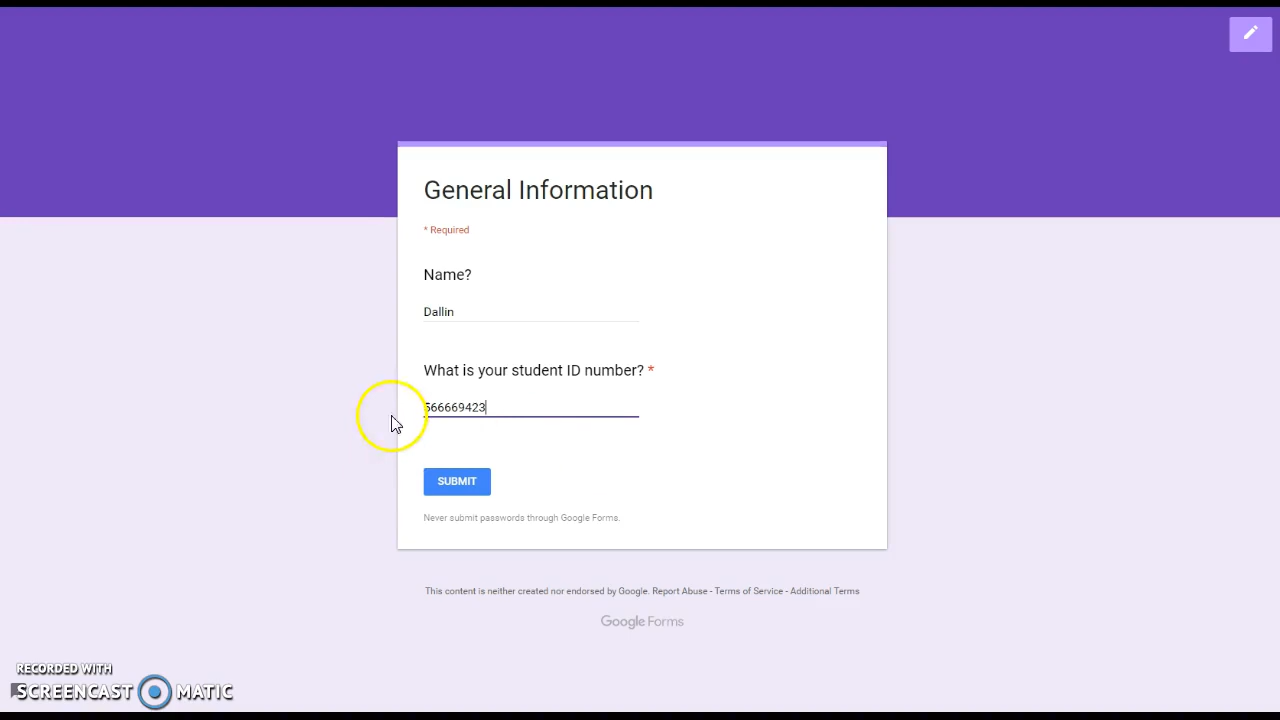 General Information
* Required
Name?
Dallin
What is your student ID number? *
566669423
SUBMIT
Never submit passwords through Google Forms.
This content is neither created nor endorsed by Google. Report Abuse - Terms of Service - Additional Terms
Google Forms
RECORDED WITH
SCREENCAST MATIC